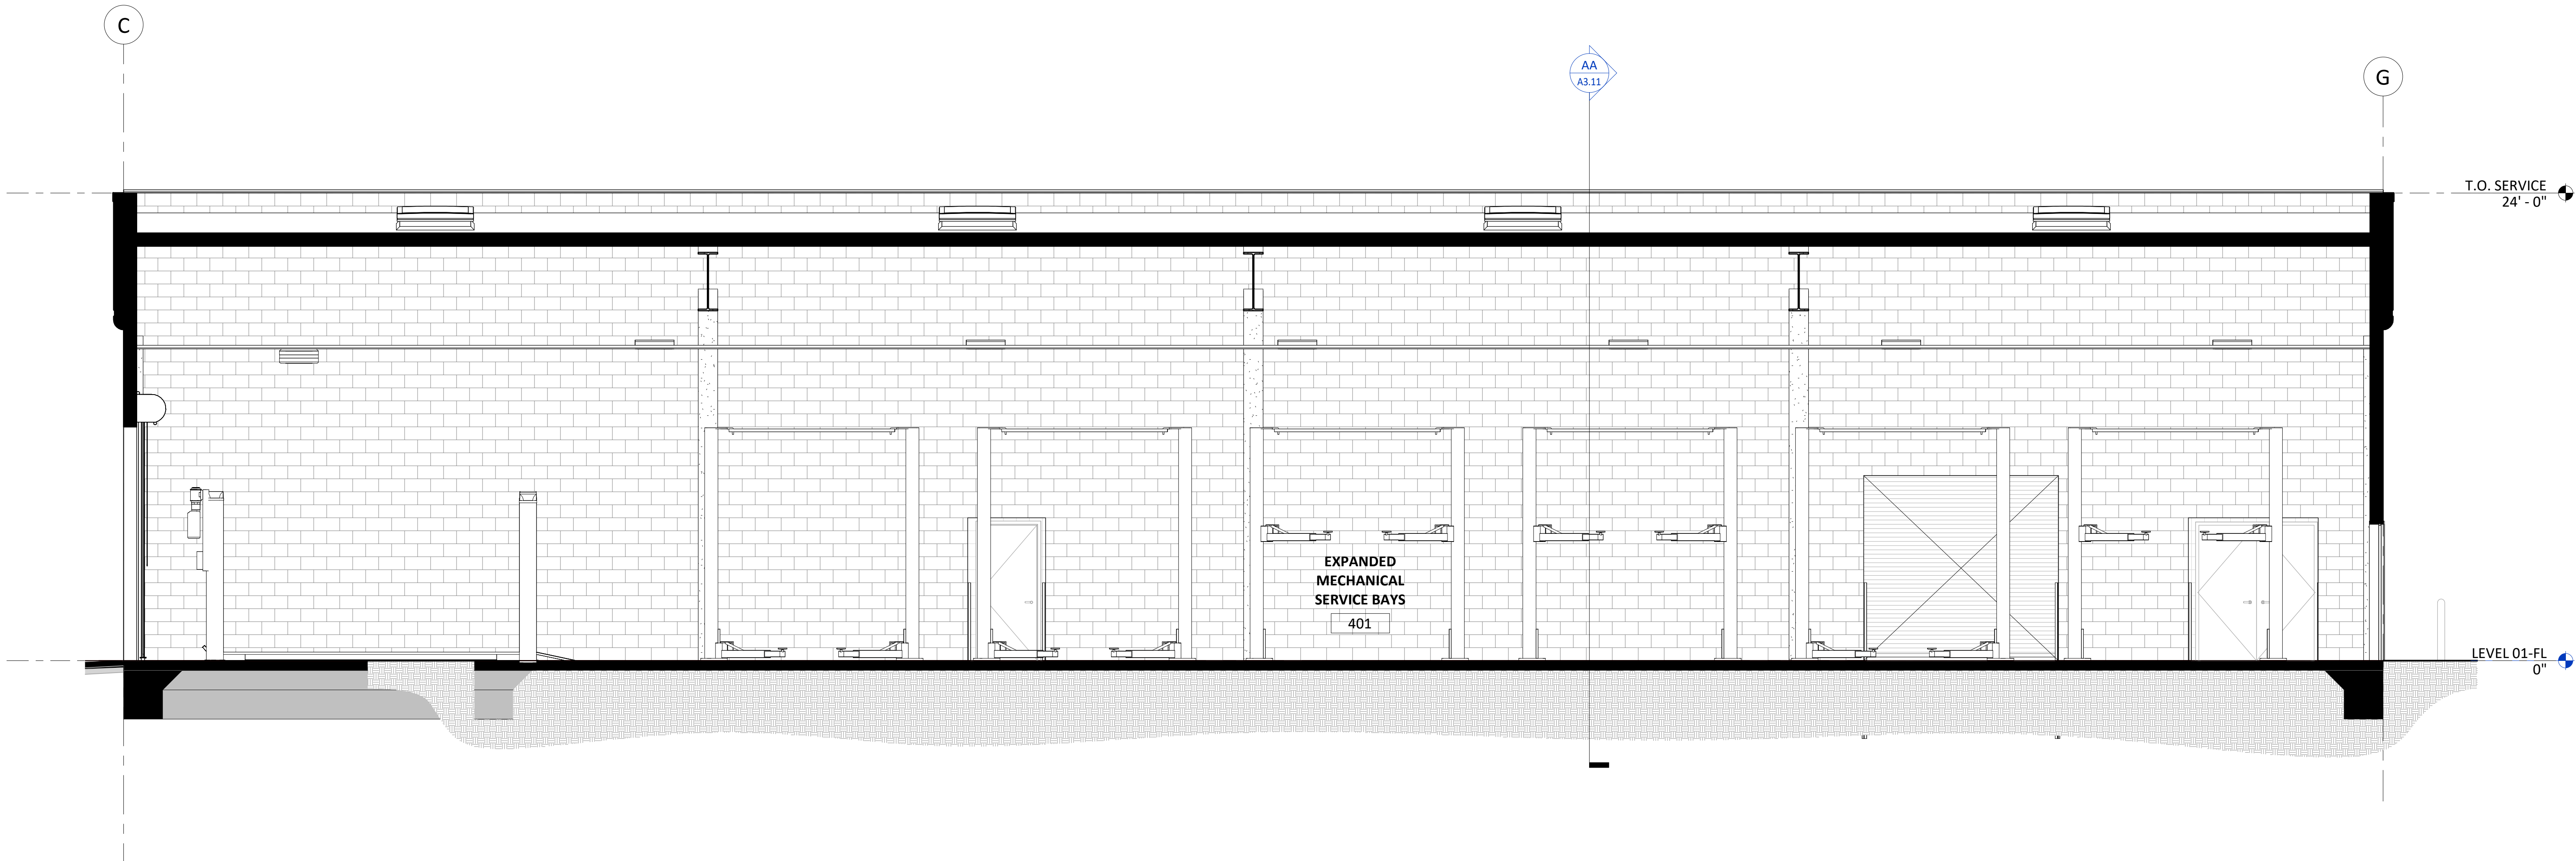 C
AA
A3.11
G
T.O. SERVICE
24' - 0"
EXPANDED
MECHANICAL
SERVICE BAYS
401
LEVEL 01-FL
0"